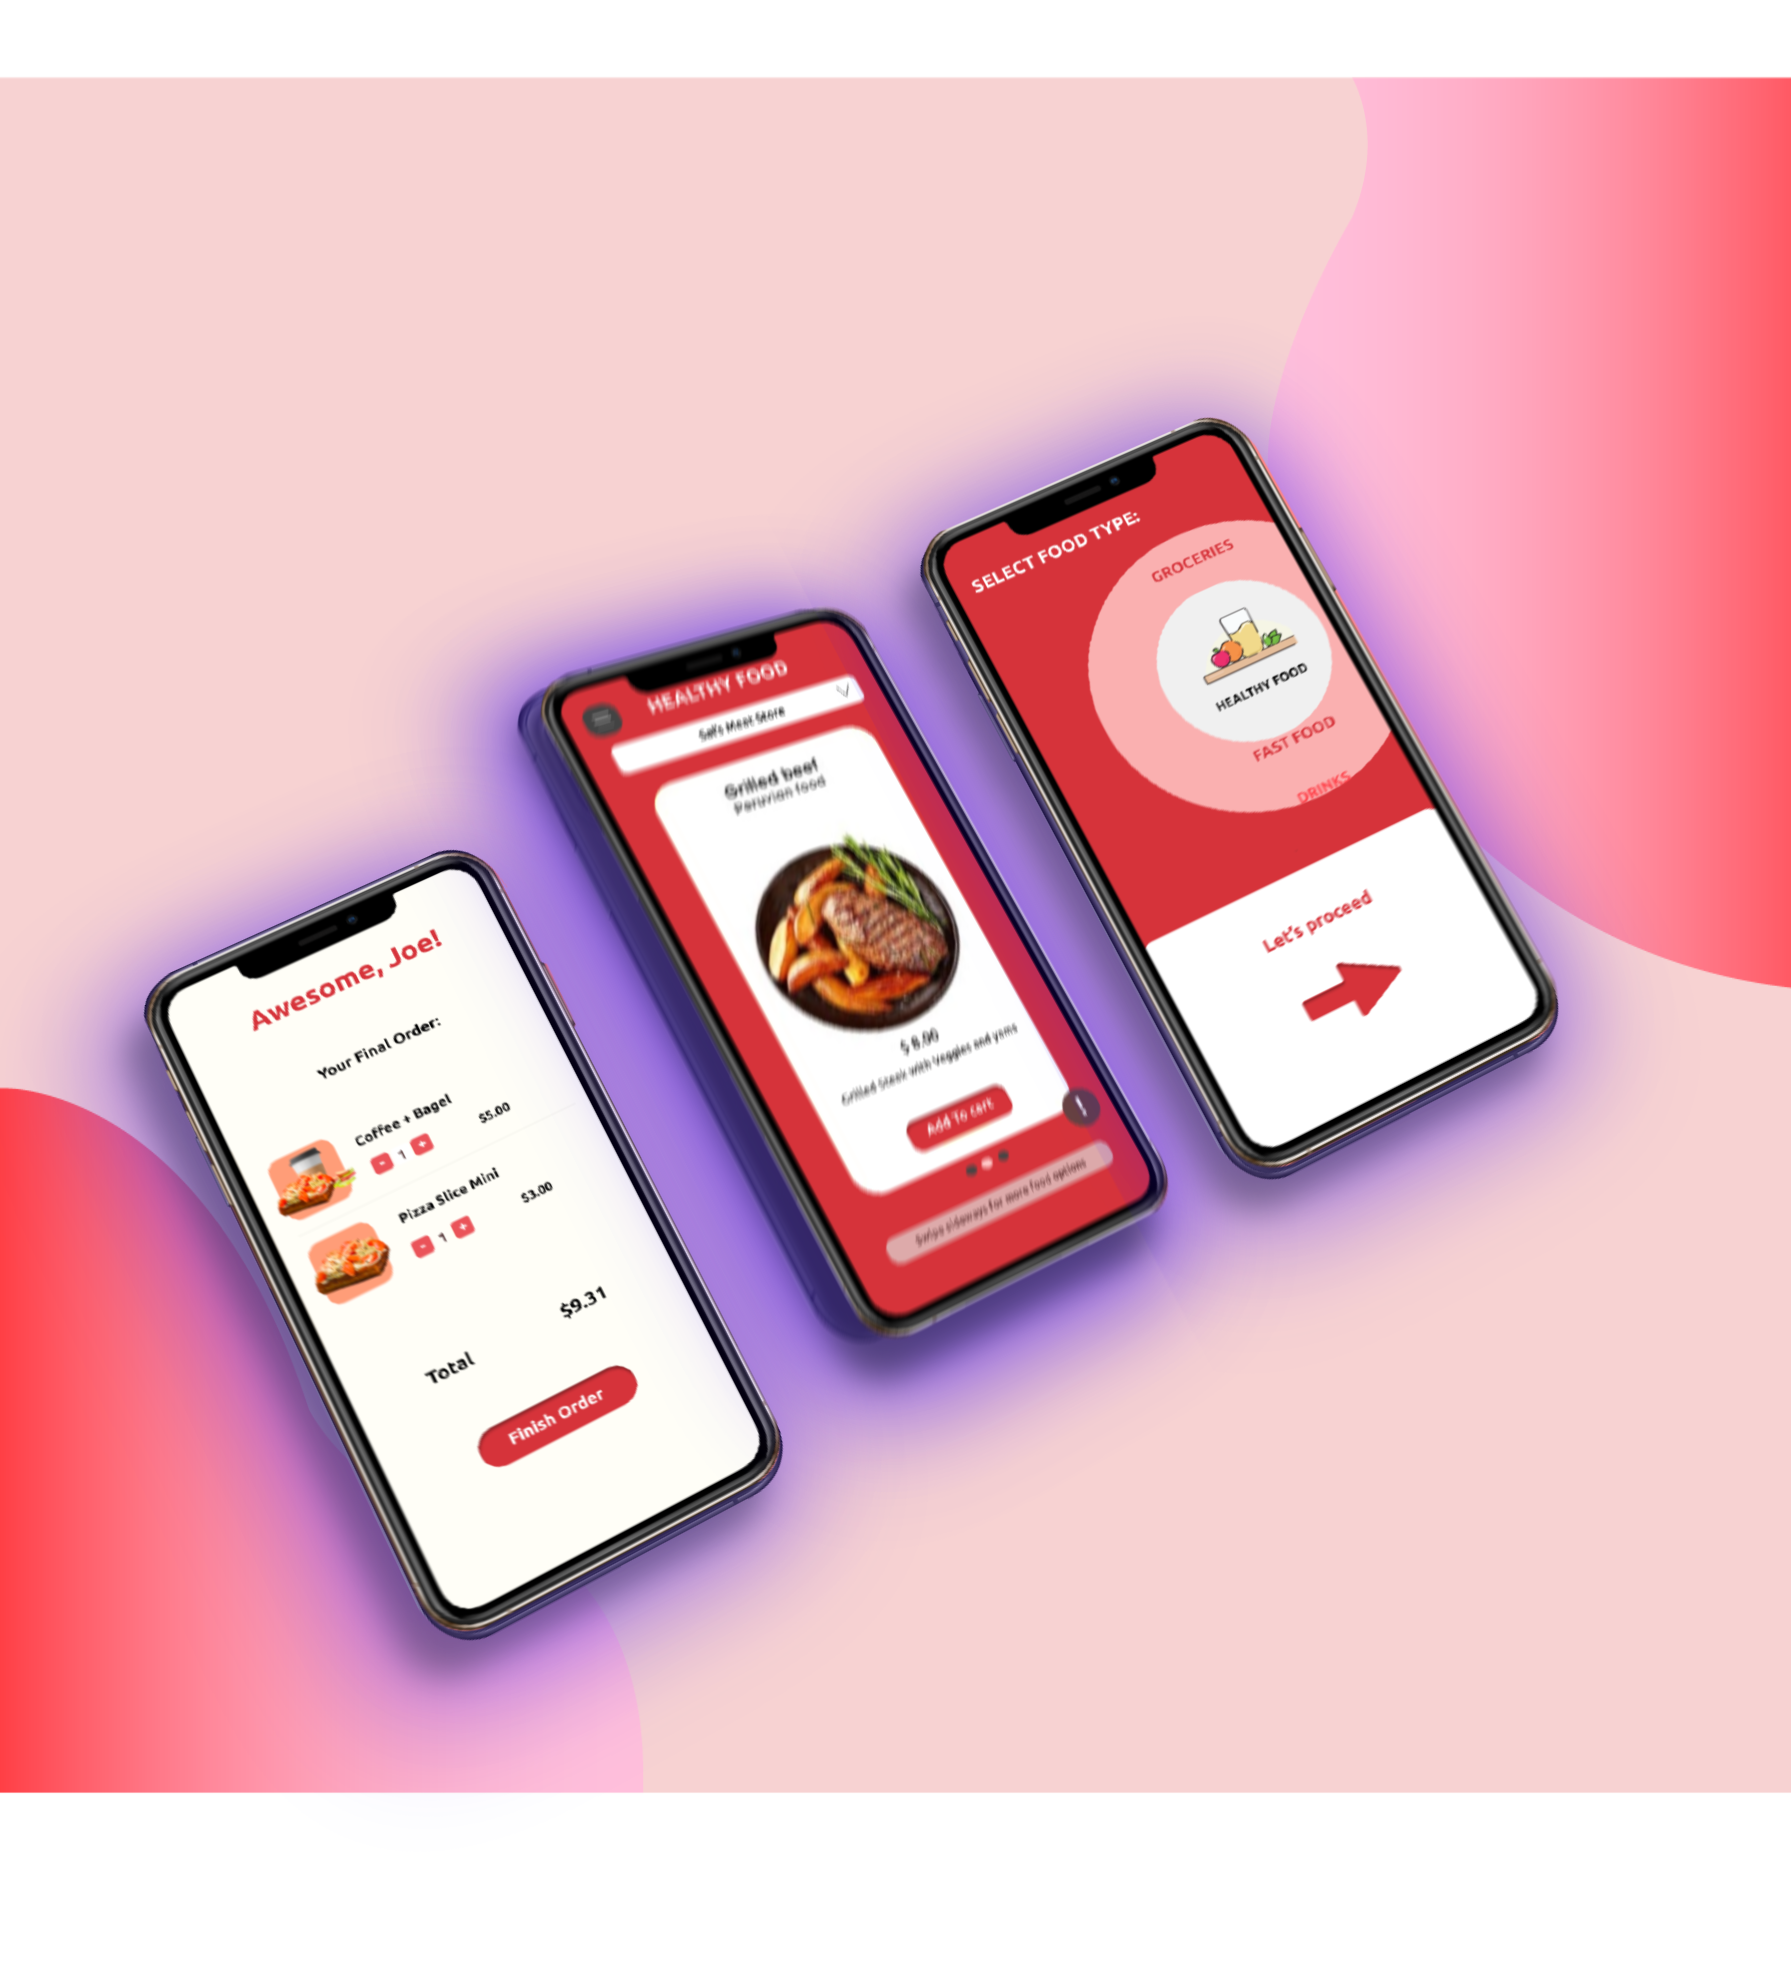 Awesome, Joe!
Your Final Order:
Coffee + Bagel
$5.00
- 1 +
Pizza Slice Mini
$3.00
- 1 +
$9.31
Total
Finish Order
HEALTHY FOOD
Sal's Meat Store
Grilled beef
Peruvian food
$ 8.00
Grilled Steak with Veggies and yams
Add To cart
Swipe sideways for more food options
SELECT FOOD TYPE:
GROCERIES
HEALTHY FOOD
FAST FOOD
DRINKS
Let's proceed